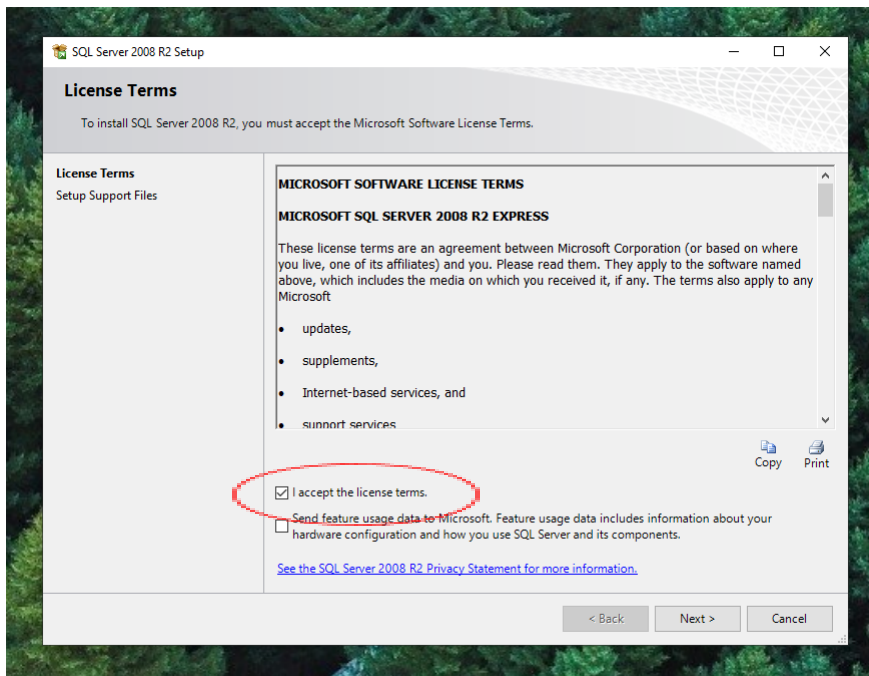 SQL Server 2008 R2 Setup
License Terms
To install SQL Server 2008 R2, you must accept the Microsoft Software License Terms.
License Terms
Setup Support Files
MICROSOFT SOFTWARE LICENSE TERMS
MICROSOFT SQL SERVER 2008 R2 EXPRESS
These license terms are an agreement between Microsoft Corporation (or based on where
you live, one of its affiliates) and you. Please read them. They apply to the software named
above, which includes the media on which you received it, if any. The terms also apply to any
Microsoft
• updates,
• supplements,
• Internet-based services, and
• support services
Copy Print
I accept the license terms.
Send feature usage data to Microsoft. Feature usage data includes information about your
hardware configuration and how you use SQL Server and its components.
See the SQL Server 2008 R2 Privacy Statement for more information.
< Back Next > Cancel